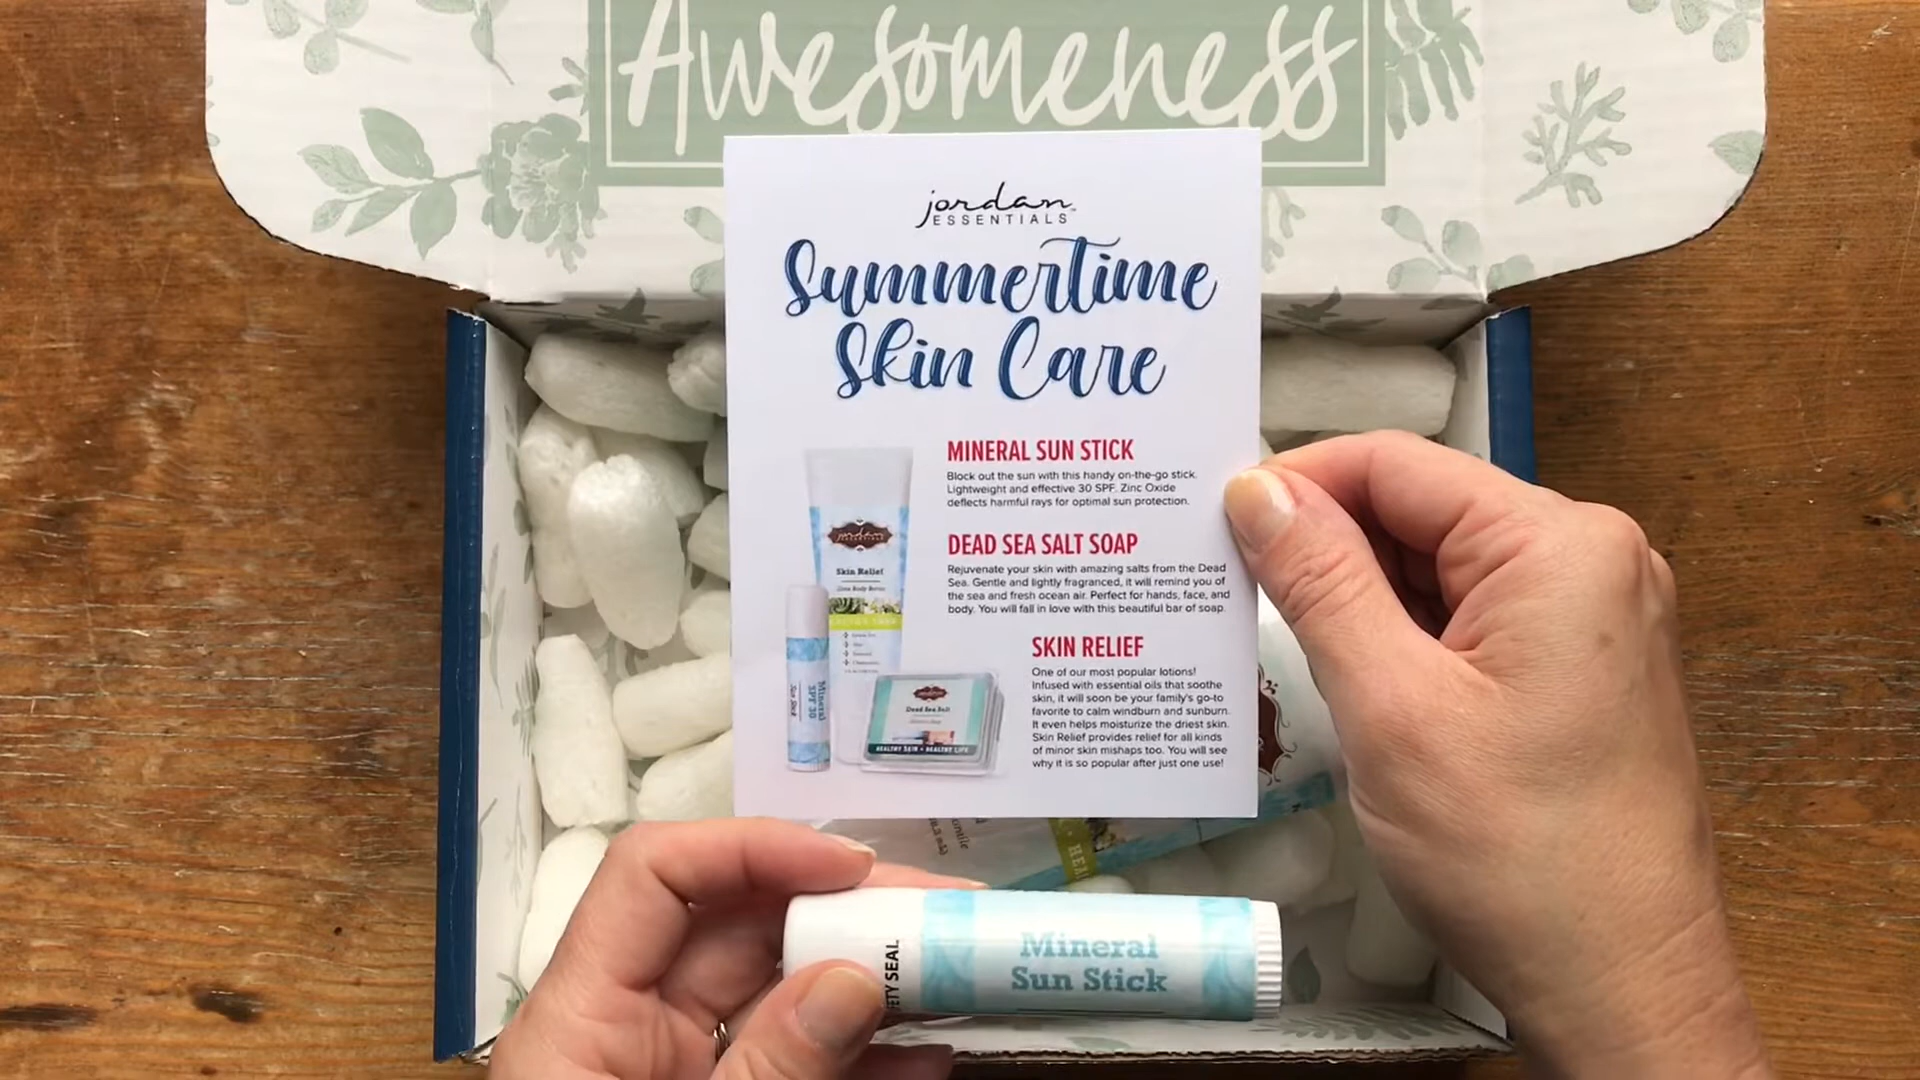 Awesomeness
jordan
ESSENTIALS
Summertime
Skin Care
MINERAL SUN STICK
Block out the sun with this handy on-the-go stick.
Lightweight and effective 30 SPF. Zinc Oxide
deflects harmful rays for optimal sun protection.
DEAD SEA SALT SOAP
Rejuvenate your skin with amazing salts from the Dead
Sea. Gentle and lightly fragranced, it will remind you of
the sea and fresh ocean air. Perfect for hands, face, and
body. You will fall in love with this beautiful bar of soap.
SKIN RELIEF
One of our most popular lotions!
Infused with essential oils that soothe
skin, it will soon be your family's go-to
favorite to calm windburn and sunburn.
It even helps moisturize the driest skin.
Skin Relief provides relief for all kinds
of minor skin mishaps too. You will see
why it is so popular after just one use!
jordan
Skin Relief
Mineral
SPF 30
Sun Stick
Dead Sea Salt
HEALTHY SKIN + HEALTHY LIFE
ETY SEAL
Mineral
Sun Stick